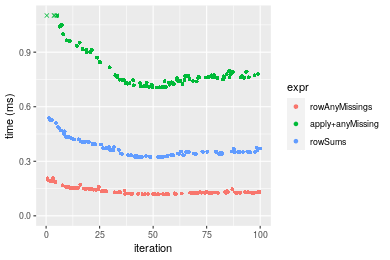 0.9
0.6
0.3
0.0
time (ms)
0
25
50
75
100
iteration
expr
rowAnyMissings
apply+anyMissing
rowSums